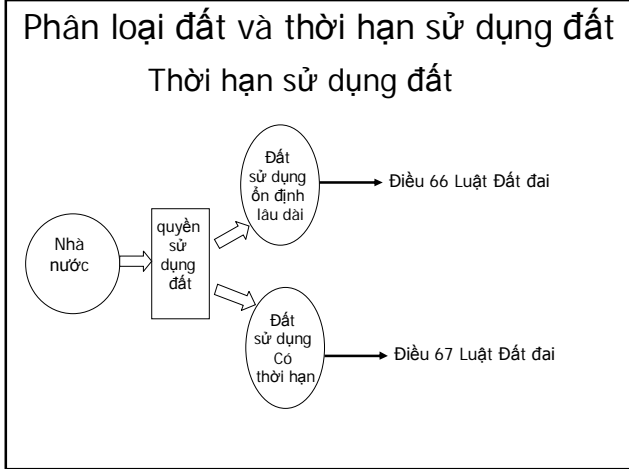 Phân loại đất và thời hạn sử dụng đất
Thời hạn sử dụng đất
Đất
sử dụng
ổn định
lâu dài
Điều 66 Luật Đất đai
Nhà
nước
quyền
sử
dụng
đất
Đất
sử dụng
Có
thời hạn
Điều 67 Luật Đất đai